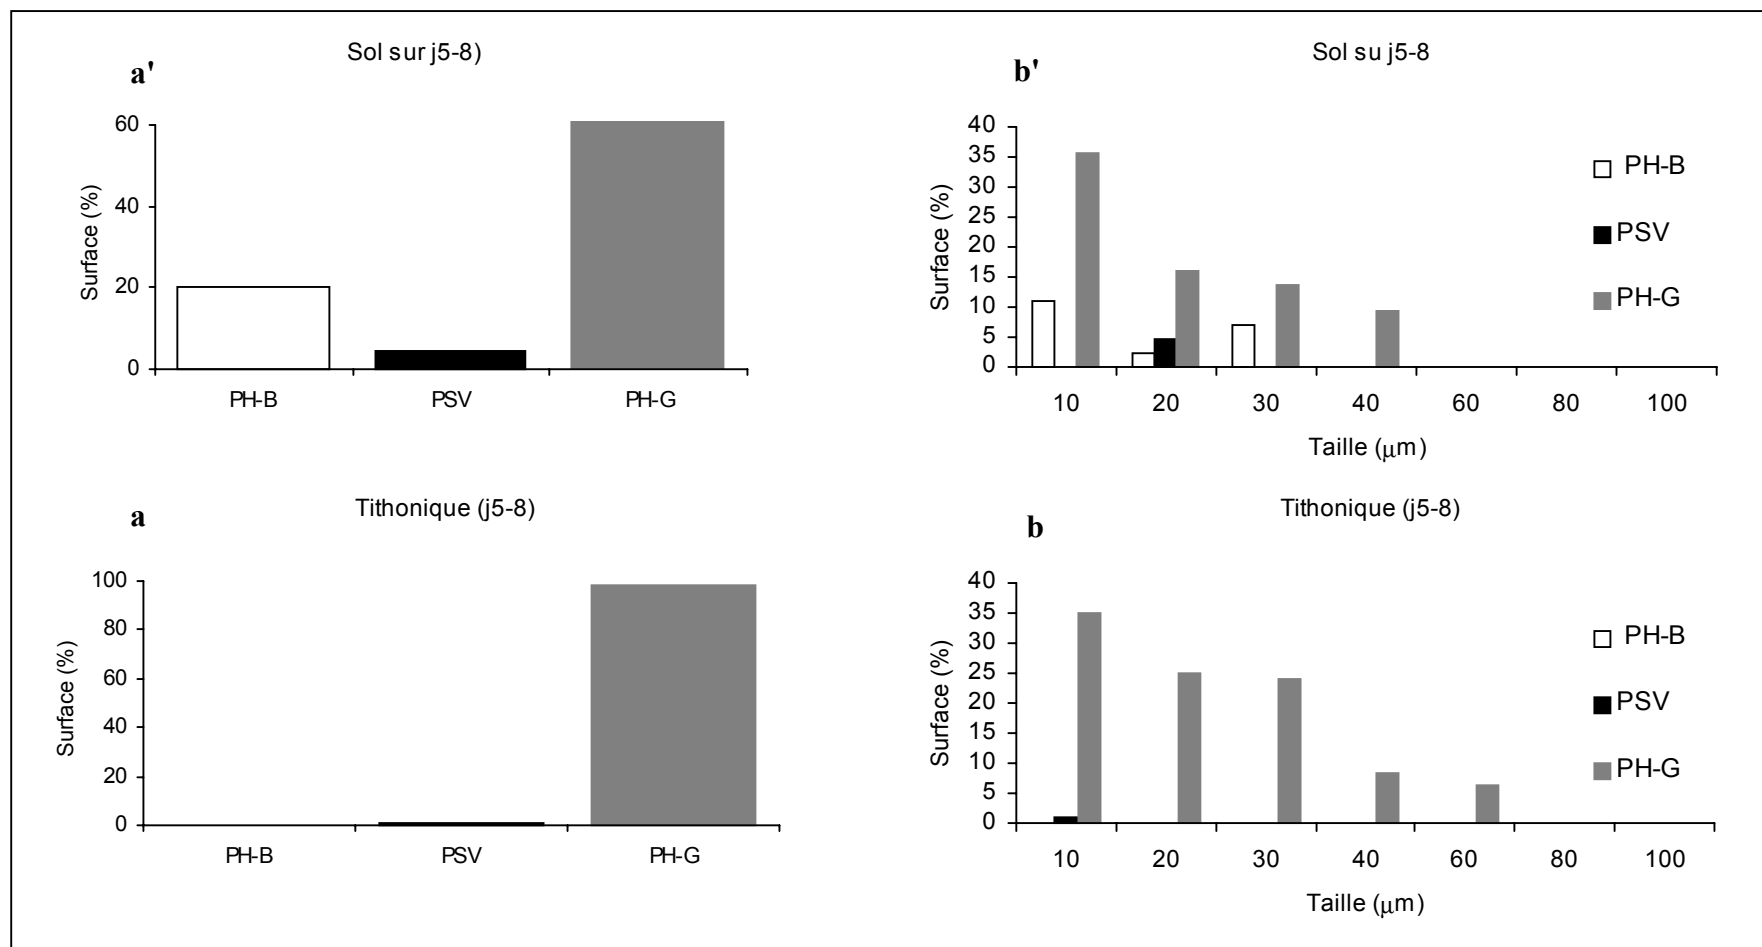 Sol sur j5-8)
a'
60
40
20
0
Surface (%)
PH-B PSV PH-G
Sol su j5-8
b'
40
35
30
25
20
15
10
5
0
Surface (%)
10 20 30 40 60 80 100
Taille (µm)
PH-B
PSV
PH-G
Tithonique (j5-8)
a
100
80
60
40
20
0
Surface (%)
PH-B PSV PH-G
Tithonique (j5-8)
b
40
35
30
25
20
15
10
5
0
Surface (%)
10 20 30 40 60 80 100
Taille (µm)
PH-B
PSV
PH-G